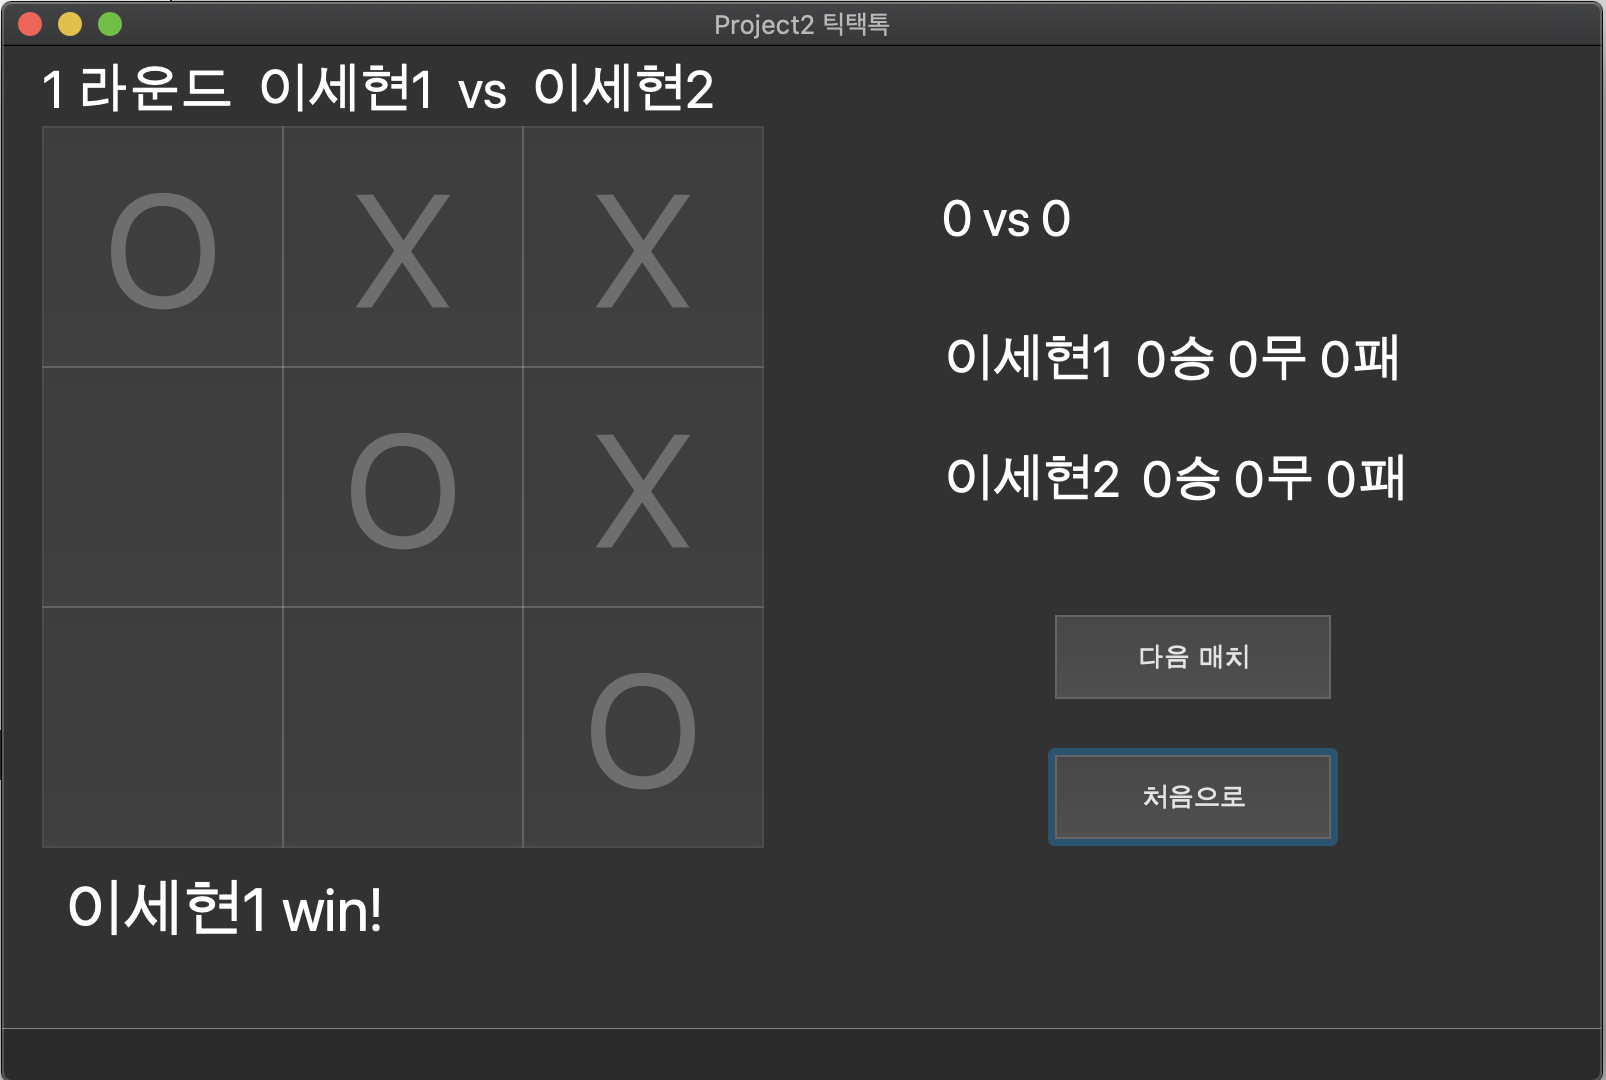 Project2 틱택톡
1 라운드 이세현1 vs 이세현2
O X X
O X
O
이세현1 win!
0 vs 0
이세현1 0승 0무 0패
이세현2 0승 0무 0패
다음 매치
처음으로